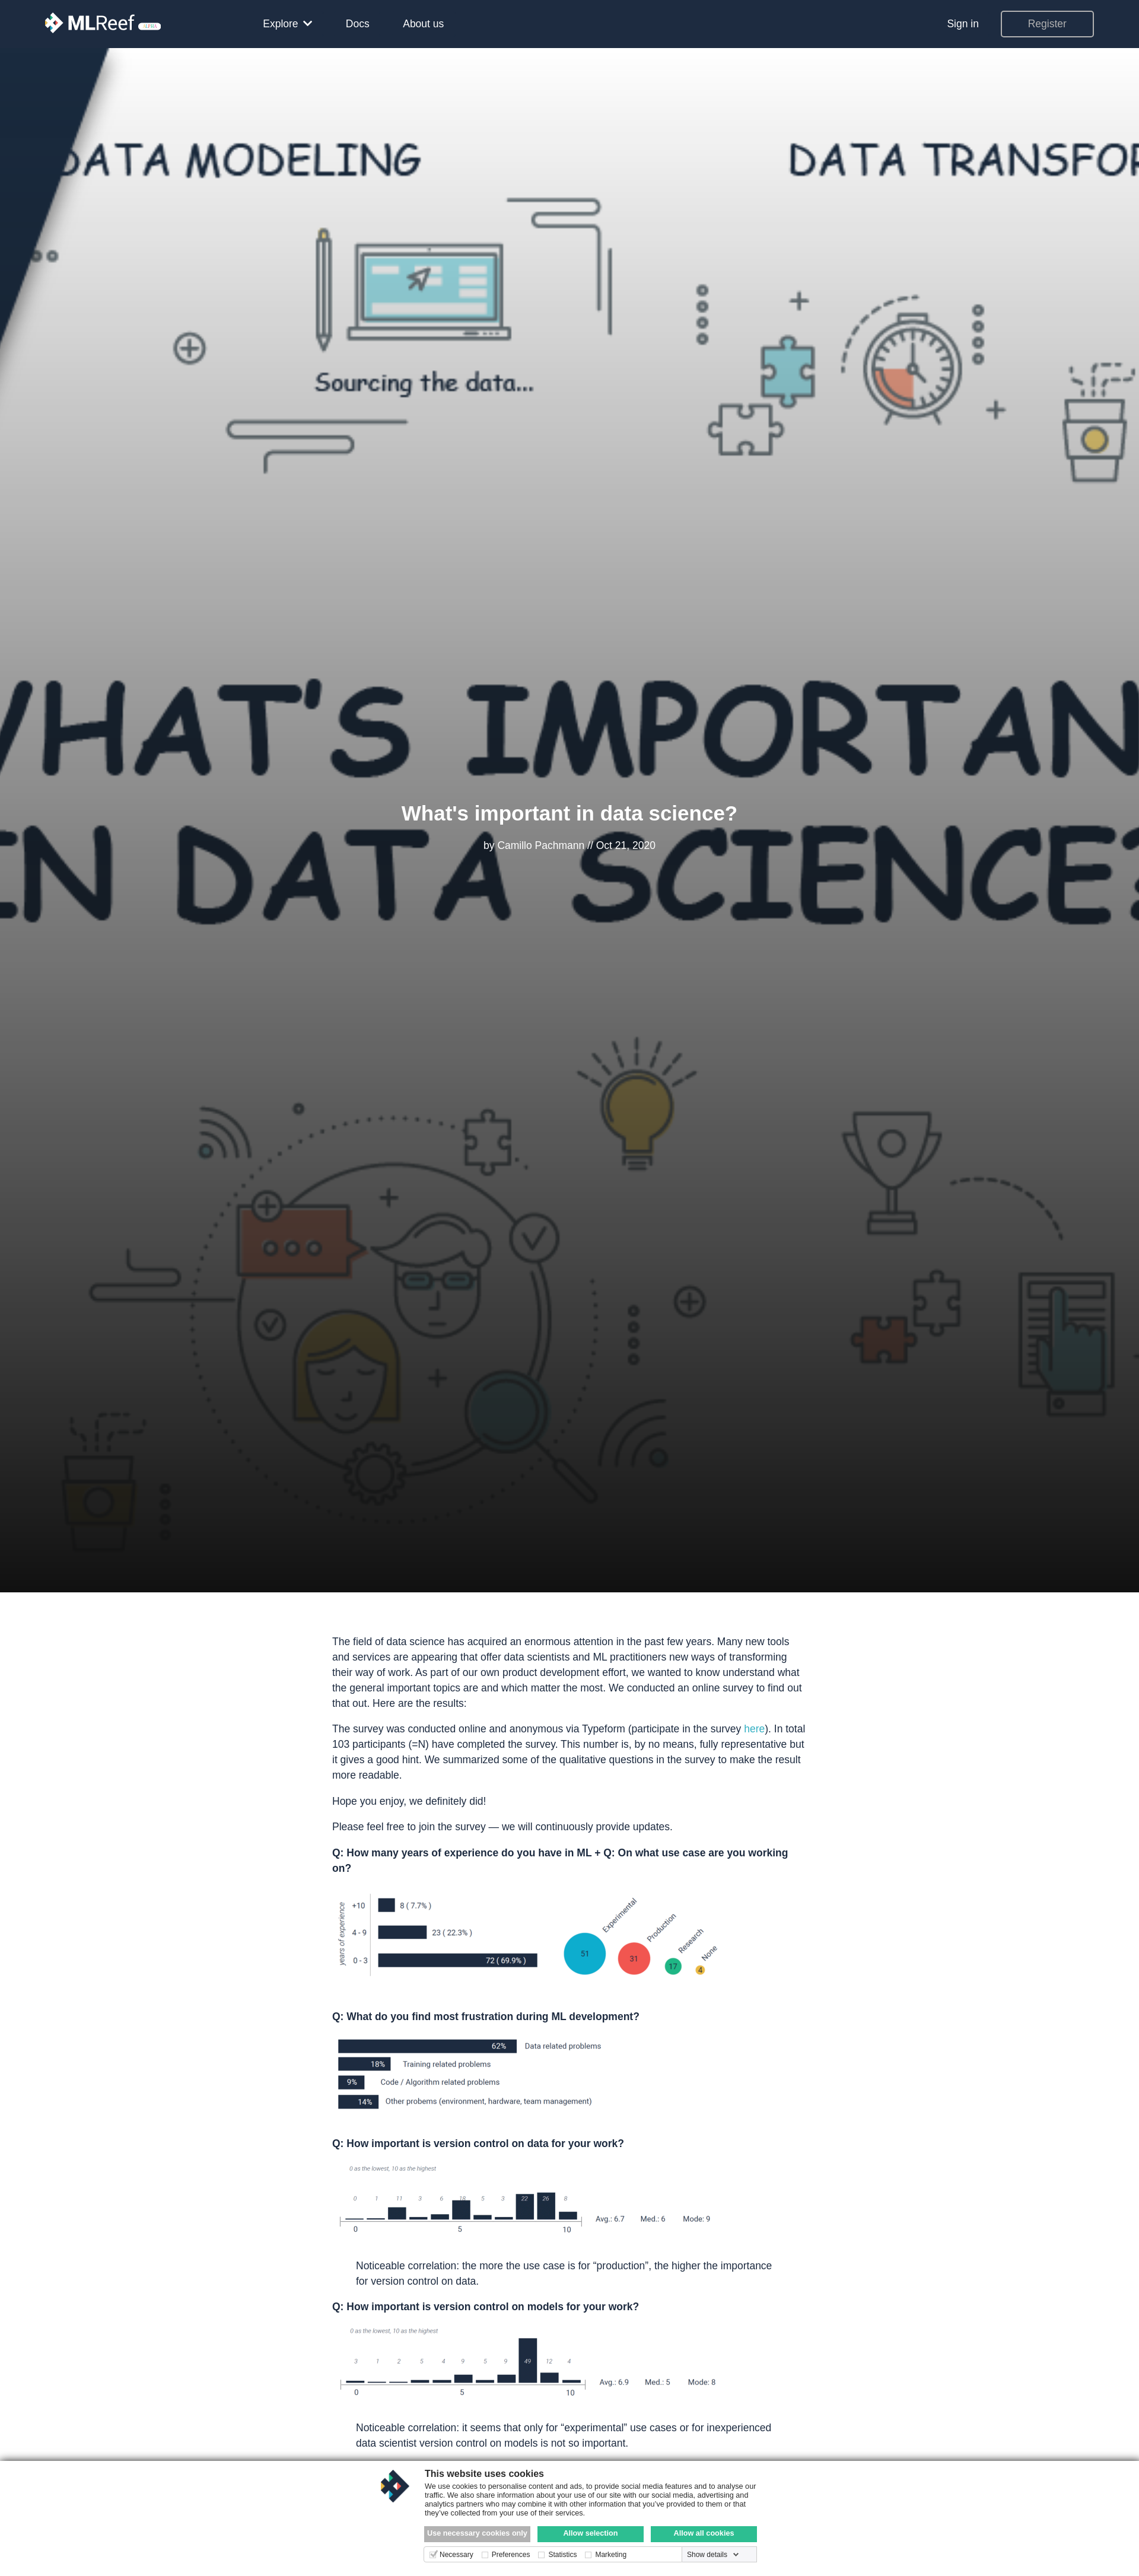 MLReef ALPHA
Explore Docs About us Sign in Register
DATA MODELING DATA TRANSFOR
Sourcing the data...
WHAT'S IMPORTAN
What's important in data science?
by Camillo Pachmann // Oct 21, 2020
IN DATA SCIENCE?
The field of data science has acquired an enormous attention in the past few years. Many new tools
and services are appearing that offer data scientists and ML practitioners new ways of transforming
their way of work. As part of our own product development effort, we wanted to know understand what
the general important topics are and which matter the most. We conducted an online survey to find out
that out. Here are the results:
The survey was conducted online and anonymous via Typeform (participate in the survey here). In total
103 participants (=N) have completed the survey. This number is, by no means, fully representative but
it gives a good hint. We summarized some of the qualitative questions in the survey to make the result
more readable.
Hope you enjoy, we definitely did!
Please feel free to join the survey — we will continuously provide updates.
Q: How many years of experience do you have in ML + Q: On what use case are you working
on?
years of experience
+10 8 ( 7.7% )
4 - 9 23 ( 22.3% )
0 - 3 72 ( 69.9% )
Experimental Production Research None
51 31 17 4
Q: What do you find most frustration during ML development?
62% Data related problems
18% Training related problems
9% Code / Algorithm related problems
14% Other probems (environment, hardware, team management)
Q: How important is version control on data for your work?
0 as the lowest, 10 as the highest
0 1 11 3 6 18 5 3 22 26 8
Avg.: 6.7 Med.: 6 Mode: 9
0 5 10
Noticeable correlation: the more the use case is for “production”, the higher the importance
for version control on data.
Q: How important is version control on models for your work?
0 as the lowest, 10 as the highest
3 1 2 5 4 9 5 9 49 12 4
Avg.: 6.9 Med.: 5 Mode: 8
0 5 10
Noticeable correlation: it seems that only for “experimental” use cases or for inexperienced
data scientist version control on models is not so important.
This website uses cookies
We use cookies to personalise content and ads, to provide social media features and to analyse our
traffic. We also share information about your use of our site with our social media, advertising and
analytics partners who may combine it with other information that you've provided to them or that
they've collected from your use of their services.
Use necessary cookies only Allow selection Allow all cookies
Necessary Preferences Statistics Marketing Show details